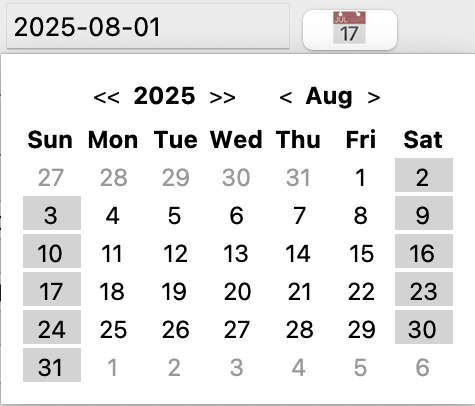 2025-08-01
JUL
17
<< 2025 >> < Aug >
Sun Mon Tue Wed Thu Fri Sat
27 28 29 30 31 1 2
3 4 5 6 7 8 9
10 11 12 13 14 15 16
17 18 19 20 21 22 23
24 25 26 27 28 29 30
31 1 2 3 4 5 6